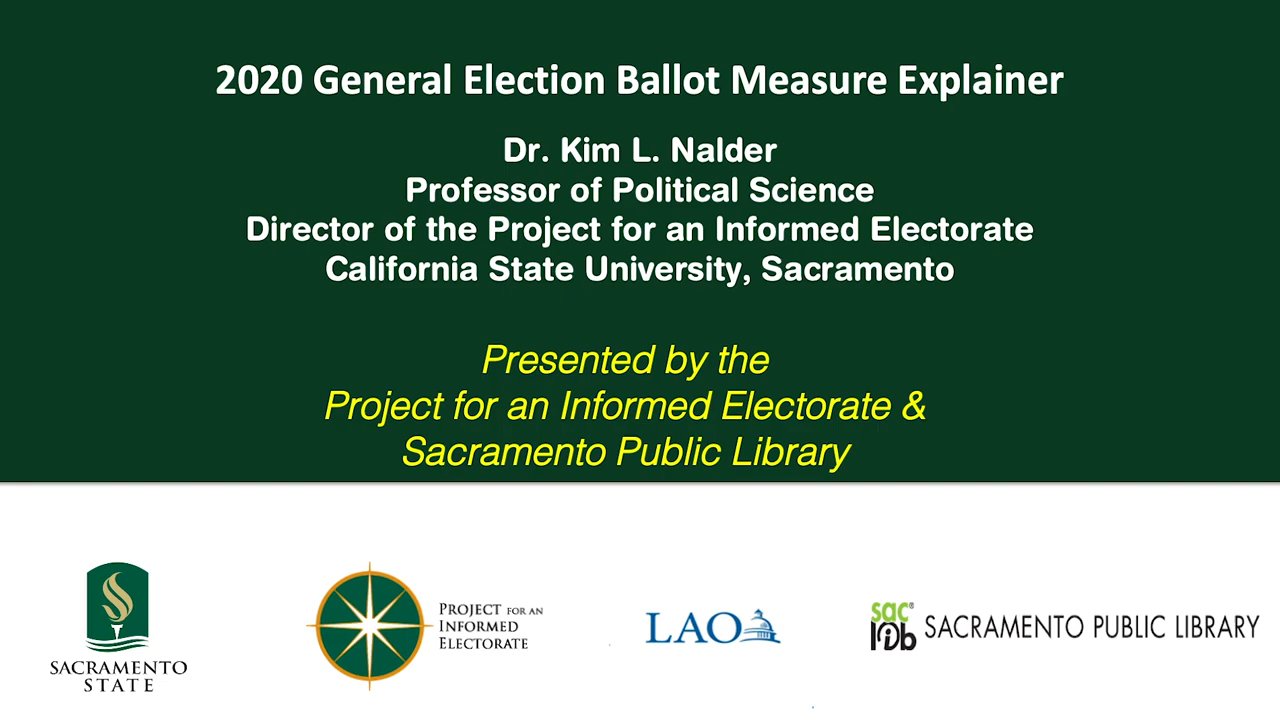 2020 General Election Ballot Measure Explainer
Dr. Kim L. Nalder
Professor of Political Science
Director of the Project for an Informed Electorate
California State University, Sacramento
Presented by the
Project for an Informed Electorate &
Sacramento Public Library
SACRAMENTO
STATE
PROJECT FOR AN
INFORMED
ELECTORATE
LAO
sac
lib
SACRAMENTO PUBLIC LIBRARY